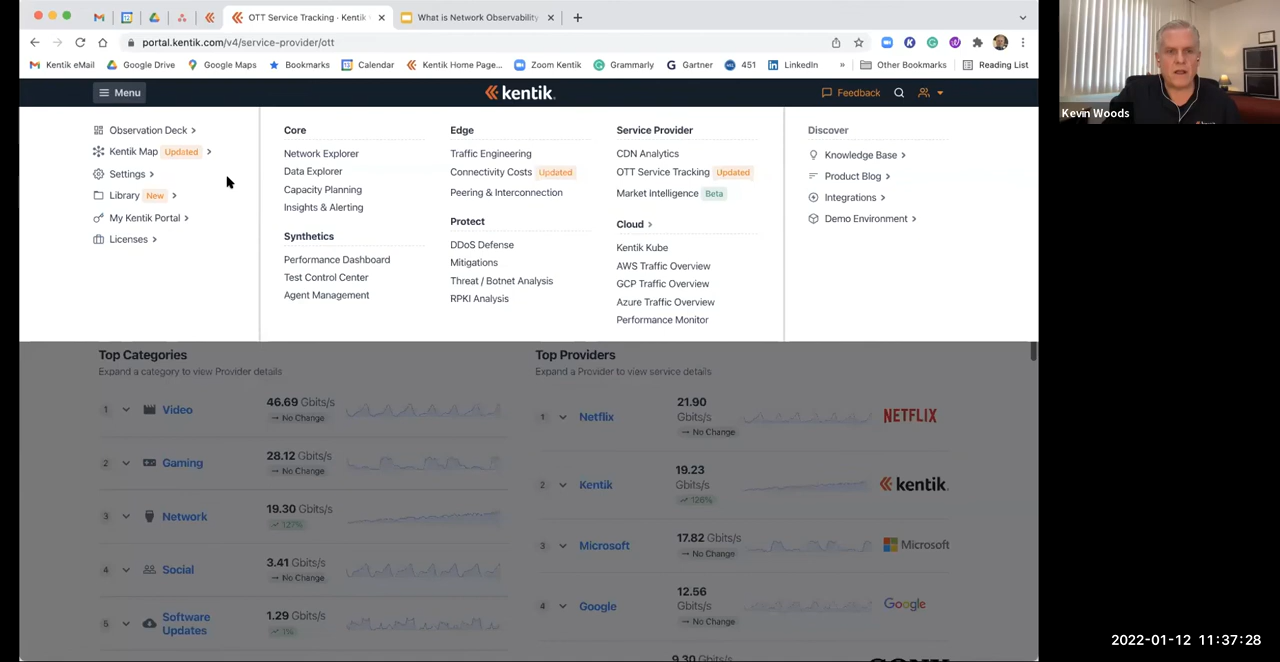 OTT Service Tracking · Kentik
What is Network Observability
portal.kentik.com/v4/service-provider/ott
Kentik eMail Google Drive Google Maps Bookmarks Calendar Kentik Home Page... Zoom Kentik Grammarly Gartner 451 LinkedIn » Other Bookmarks Reading List
Menu
kentik
Feedback
Observation Deck >
Kentik Map Updated >
Settings >
Library New >
My Kentik Portal >
Licenses >
Core
Network Explorer
Data Explorer
Capacity Planning
Insights & Alerting
Synthetics
Performance Dashboard
Test Control Center
Agent Management
Edge
Traffic Engineering
Connectivity Costs Updated
Peering & Interconnection
Protect
DDoS Defense
Mitigations
Threat / Botnet Analysis
RPKI Analysis
Service Provider
CDN Analytics
OTT Service Tracking Updated
Market Intelligence Beta
Cloud >
Kentik Kube
AWS Traffic Overview
GCP Traffic Overview
Azure Traffic Overview
Performance Monitor
Discover
Knowledge Base >
Product Blog >
Integrations >
Demo Environment >
Top Categories
Expand a category to view Provider details
1 Video 46.69 Gbits/s
→ No Change
2 Gaming 28.12 Gbits/s
→ No Change
3 Network 19.30 Gbits/s
127%
4 Social 3.41 Gbits/s
→ No Change
5 Software
Updates 1.29 Gbits/s
1%
Top Providers
Expand a Provider to view service details
1 Netflix 21.90
Gbits/s
→ No Change
NETFLIX
2 Kentik 19.23
Gbits/s
126%
kentik.
3 Microsoft 17.82 Gbits/s
→ No Change
Microsoft
4 Google 12.56
Gbits/s
→ No Change
Google
9.30 Gbits/s
SONY
Kevin Woods
2022-01-12 11:37:28